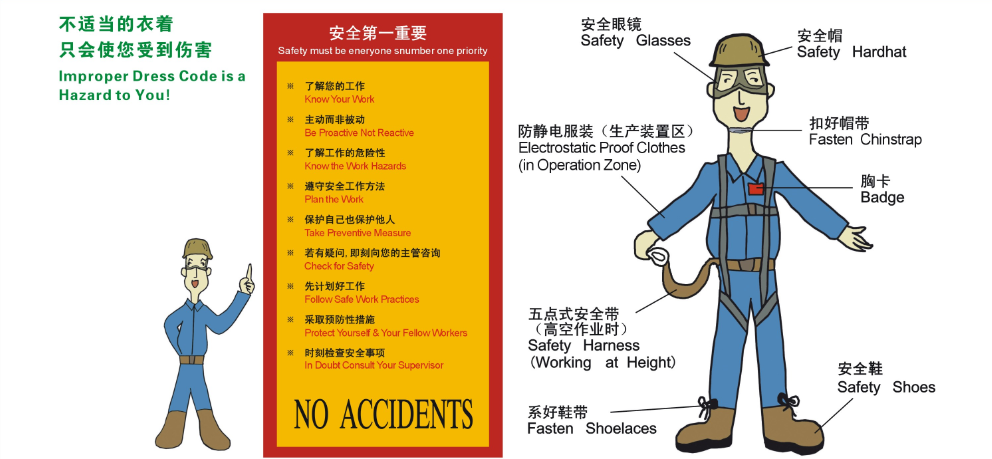 不适当的衣着
只会使您受到伤害
Improper Dress Code is a
Hazard to You!
安全第一重要
Safety must be eneryone snumber one priority
※ 了解您的工作
Know Your Work
※ 主动而非被动
Be Proactive Not Reactive
※ 了解工作的危险性
Know the Work Hazards
※ 遵守安全工作方法
Plan the Work
※ 保护自己也保护他人
Take Preventive Measure
※ 若有疑问, 即刻向您的主管咨询
Check for Safety
※ 先计划好工作
Follow Safe Work Practices
※ 采取预防性措施
Protect Yourself & Your Fellow Workers
※ 时刻检查安全事项
In Doubt Consult Your Supervisor
NO ACCIDENTS
安全眼镜
Safety Glasses
安全帽
Safety Hardhat
防静电服装（生产装置区）
Electrostatic Proof Clothes
(in Operation Zone)
扣好帽带
Fasten Chinstrap
胸卡
Badge
五点式安全带
（高空作业时）
Safety Harness
(Working at Height)
安全鞋
Safety Shoes
系好鞋带
Fasten Shoelaces